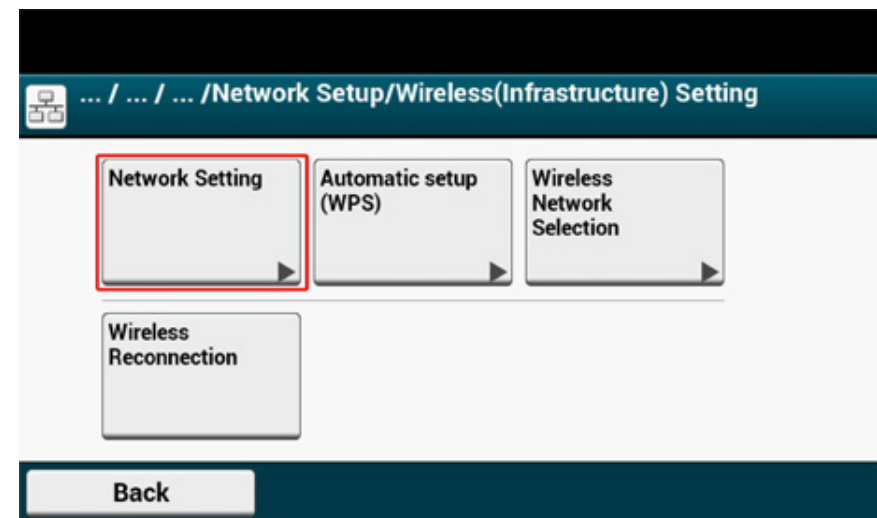 ... / ... / ... /Network Setup/Wireless(Infrastructure) Setting
Network Setting
Automatic setup
(WPS)
Wireless
Network
Selection
Wireless
Reconnection
Back